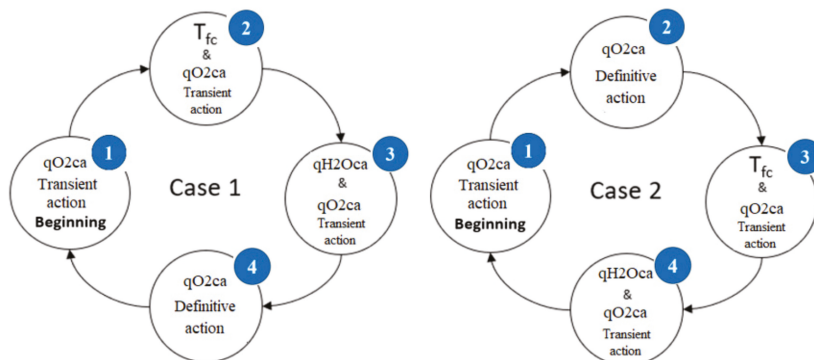 2
T_fc
&
qO2ca
Transient
action
1
qO2ca
Transient
action
Beginning
Case 1
3
qH2Oca
&
qO2ca
Transient
action
4
qO2ca
Definitive
action
2
qO2ca
Definitive
action
1
qO2ca
Transient
action
Beginning
Case 2
3
T_fc
&
qO2ca
Transient
action
4
qH2Oca
&
qO2ca
Transient
action